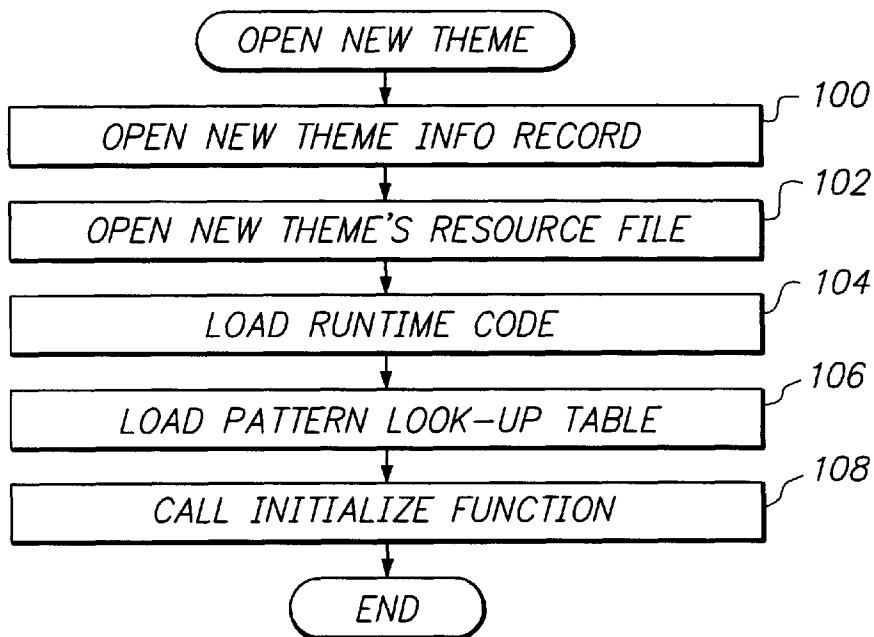 OPEN NEW THEME
100
OPEN NEW THEME INFO RECORD
102
OPEN NEW THEME'S RESOURCE FILE
104
LOAD RUNTIME CODE
106
LOAD PATTERN LOOK-UP TABLE
108
CALL INITIALIZE FUNCTION
END